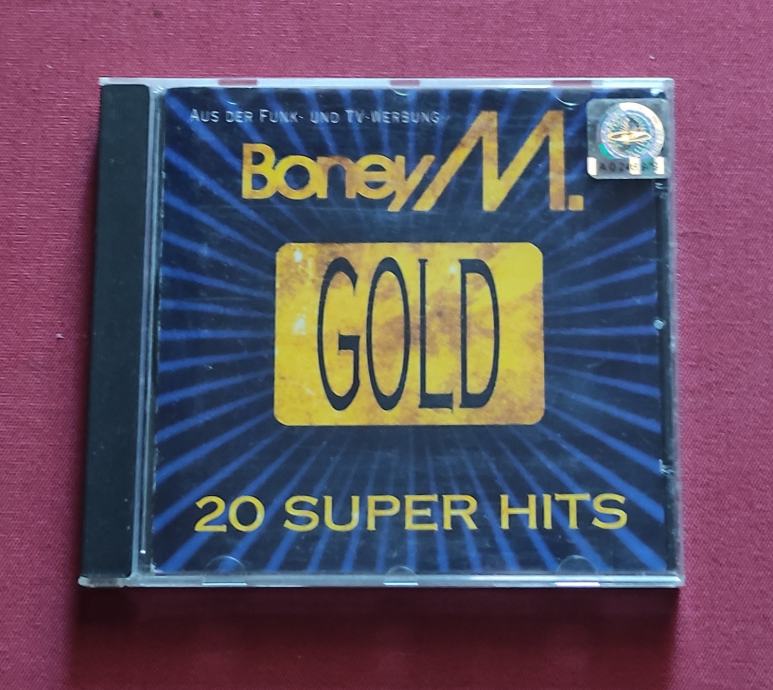 Aus der Funk- und TV-Werbung
Boney M.
GOLD
20 SUPER HITS